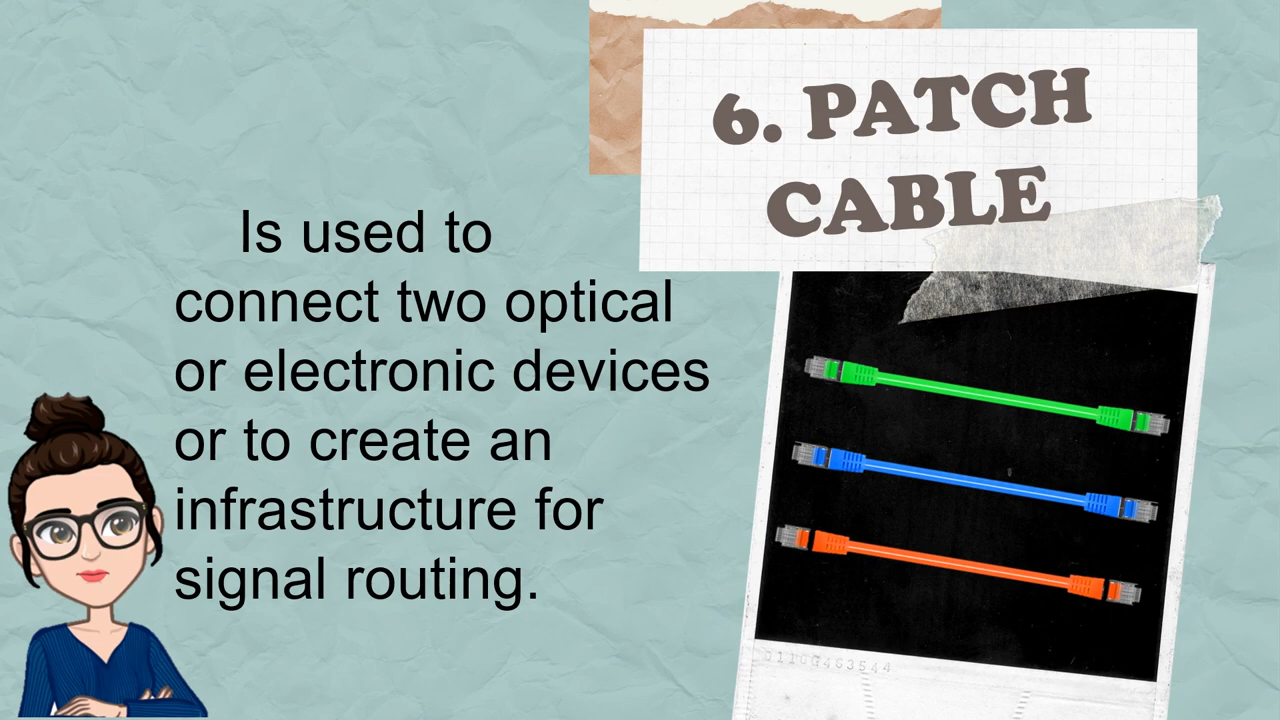 6. PATCH
CABLE
Is used to
connect two optical
or electronic devices
or to create an
infrastructure for
signal routing.